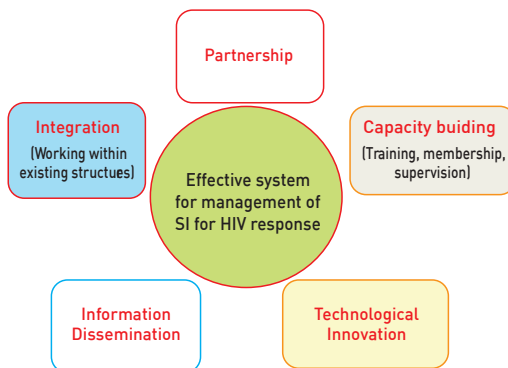 Partnership
Integration
(Working within
existing structues)
Capacity buiding
(Training, membership,
supervision)
Effective system
for management of
SI for HIV response
Information
Dissemination
Technological
Innovation